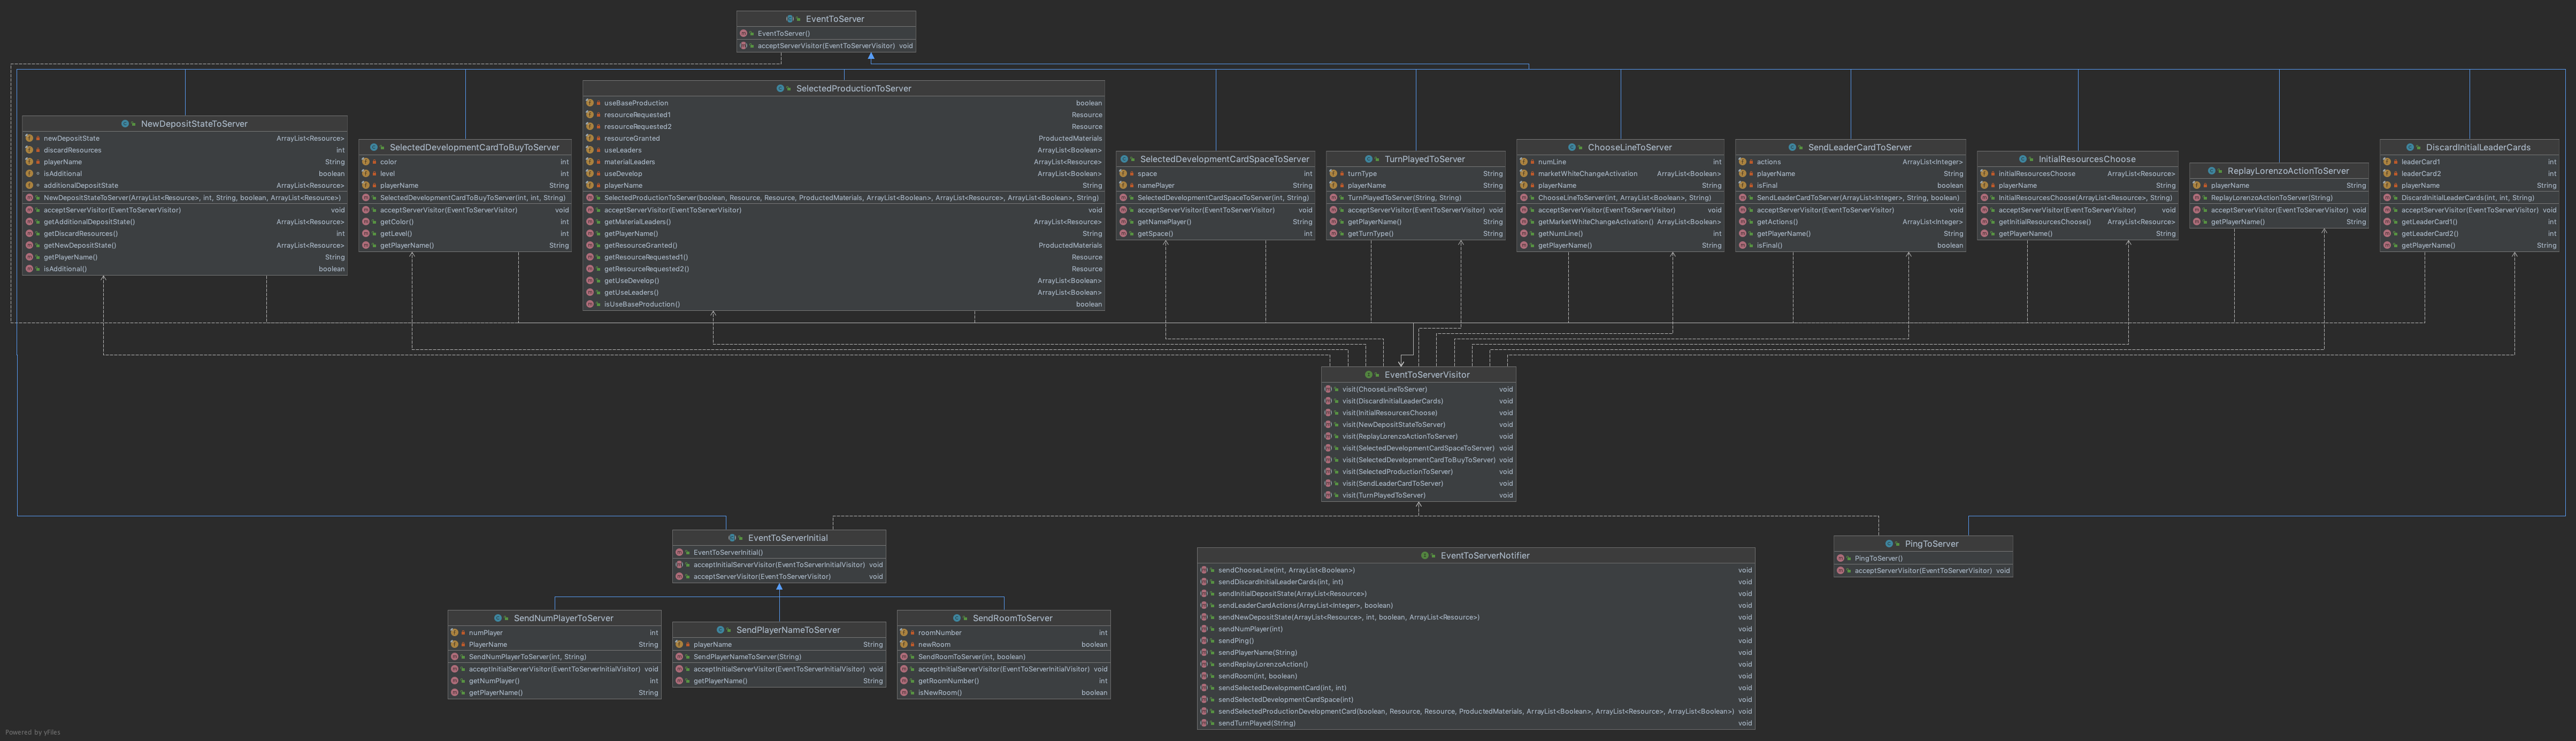 EventToServer
EventToServer()
acceptServerVisitor(EventToServerVisitor) void
NewDepositStateToServer
newDepositState ArrayList<Resource>
discardResources int
playerName String
isAdditional boolean
additionalDepositState ArrayList<Resource>
NewDepositStateToServer(ArrayList<Resource>, int, String, boolean, ArrayList<Resource>)
acceptServerVisitor(EventToServerVisitor) void
getAdditionalDepositState() ArrayList<Resource>
getDiscardResources() int
getNewDepositState() ArrayList<Resource>
getPlayerName() String
isAdditional() boolean
SelectedDevelopmentCardToBuyToServer
color int
level int
playerName String
SelectedDevelopmentCardToBuyToServer(int, int, String)
acceptServerVisitor(EventToServerVisitor) void
getColor() int
getLevel() int
getPlayerName() String
SelectedProductionToServer
useBaseProduction boolean
resourceRequested1 Resource
resourceRequested2 Resource
resourceGranted ProductedMaterials
useLeaders ArrayList<Boolean>
materialLeaders ArrayList<Resource>
useDevelop ArrayList<Boolean>
playerName String
SelectedProductionToServer(boolean, Resource, Resource, ProductedMaterials, ArrayList<Boolean>, ArrayList<Resource>, ArrayList<Boolean>, String)
acceptServerVisitor(EventToServerVisitor) void
getMaterialLeaders() ArrayList<Resource>
getPlayerName() String
getResourceGranted() ProductedMaterials
getResourceRequested1() Resource
getResourceRequested2() Resource
getUseDevelop() ArrayList<Boolean>
getUseLeaders() ArrayList<Boolean>
isUseBaseProduction() boolean
SelectedDevelopmentCardSpaceToServer
space int
namePlayer String
SelectedDevelopmentCardSpaceToServer(int, String)
acceptServerVisitor(EventToServerVisitor) void
getNamePlayer() String
getSpace() int
TurnPlayedToServer
turnType String
playerName String
TurnPlayedToServer(String, String)
acceptServerVisitor(EventToServerVisitor) void
getPlayerName() String
getTurnType() String
ChooseLineToServer
numLine int
marketWhiteChangeActivation ArrayList<Boolean>
playerName String
ChooseLineToServer(int, ArrayList<Boolean>, String)
acceptServerVisitor(EventToServerVisitor) void
getMarketWhiteChangeActivation() ArrayList<Boolean>
getNumLine() int
getPlayerName() String
SendLeaderCardToServer
actions ArrayList<Integer>
playerName String
isFinal boolean
SendLeaderCardToServer(ArrayList<Integer>, String, boolean)
acceptServerVisitor(EventToServerVisitor) void
getActions() ArrayList<Integer>
getPlayerName() String
isFinal() boolean
InitialResourcesChoose
initialResourcesChoose ArrayList<Resource>
playerName String
InitialResourcesChoose(ArrayList<Resource>, String)
acceptServerVisitor(EventToServerVisitor) void
getInitialResourcesChoose() ArrayList<Resource>
getPlayerName() String
ReplayLorenzoActionToServer
playerName String
ReplayLorenzoActionToServer(String)
acceptServerVisitor(EventToServerVisitor) void
getPlayerName() String
DiscardInitialLeaderCards
leaderCard1 int
leaderCard2 int
playerName String
DiscardInitialLeaderCards(int, int, String)
acceptServerVisitor(EventToServerVisitor) void
getLeaderCard1() int
getLeaderCard2() int
getPlayerName() String
EventToServerVisitor
visit(ChooseLineToServer) void
visit(DiscardInitialLeaderCards) void
visit(InitialResourcesChoose) void
visit(NewDepositStateToServer) void
visit(ReplayLorenzoActionToServer) void
visit(SelectedDevelopmentCardSpaceToServer) void
visit(SelectedDevelopmentCardToBuyToServer) void
visit(SelectedProductionToServer) void
visit(SendLeaderCardToServer) void
visit(TurnPlayedToServer) void
EventToServerInitial
EventToServerInitial()
acceptInitialServerVisitor(EventToServerInitialVisitor) void
acceptServerVisitor(EventToServerVisitor) void
EventToServerNotifier
sendChooseLine(int, ArrayList<Boolean>) void
sendDiscardInitialLeaderCards(int, int) void
sendInitialDepositState(ArrayList<Resource>) void
sendLeaderCardActions(ArrayList<Integer>, boolean) void
sendNewDepositState(ArrayList<Resource>, int, boolean, ArrayList<Resource>) void
sendNumPlayer(int) void
sendPing() void
sendPlayerName(String) void
sendReplayLorenzoAction() void
sendRoom(int, boolean) void
sendSelectedDevelopmentCard(int, int) void
sendSelectedDevelopmentCardSpace(int) void
sendSelectedProductionDevelopmentCard(boolean, Resource, Resource, ProductedMaterials, ArrayList<Boolean>, ArrayList<Resource>, ArrayList<Boolean>) void
sendTurnPlayed(String) void
PingToServer
PingToServer()
acceptServerVisitor(EventToServerVisitor) void
SendNumPlayerToServer
numPlayer int
PlayerName String
SendNumPlayerToServer(int, String)
acceptInitialServerVisitor(EventToServerInitialVisitor) void
getNumPlayer() int
getPlayerName() String
SendPlayerNameToServer
playerName String
SendPlayerNameToServer(String)
acceptInitialServerVisitor(EventToServerInitialVisitor) void
getPlayerName() String
SendRoomToServer
roomNumber int
newRoom boolean
SendRoomToServer(int, boolean)
acceptInitialServerVisitor(EventToServerInitialVisitor) void
getRoomNumber() int
isNewRoom() boolean
Powered by yFiles